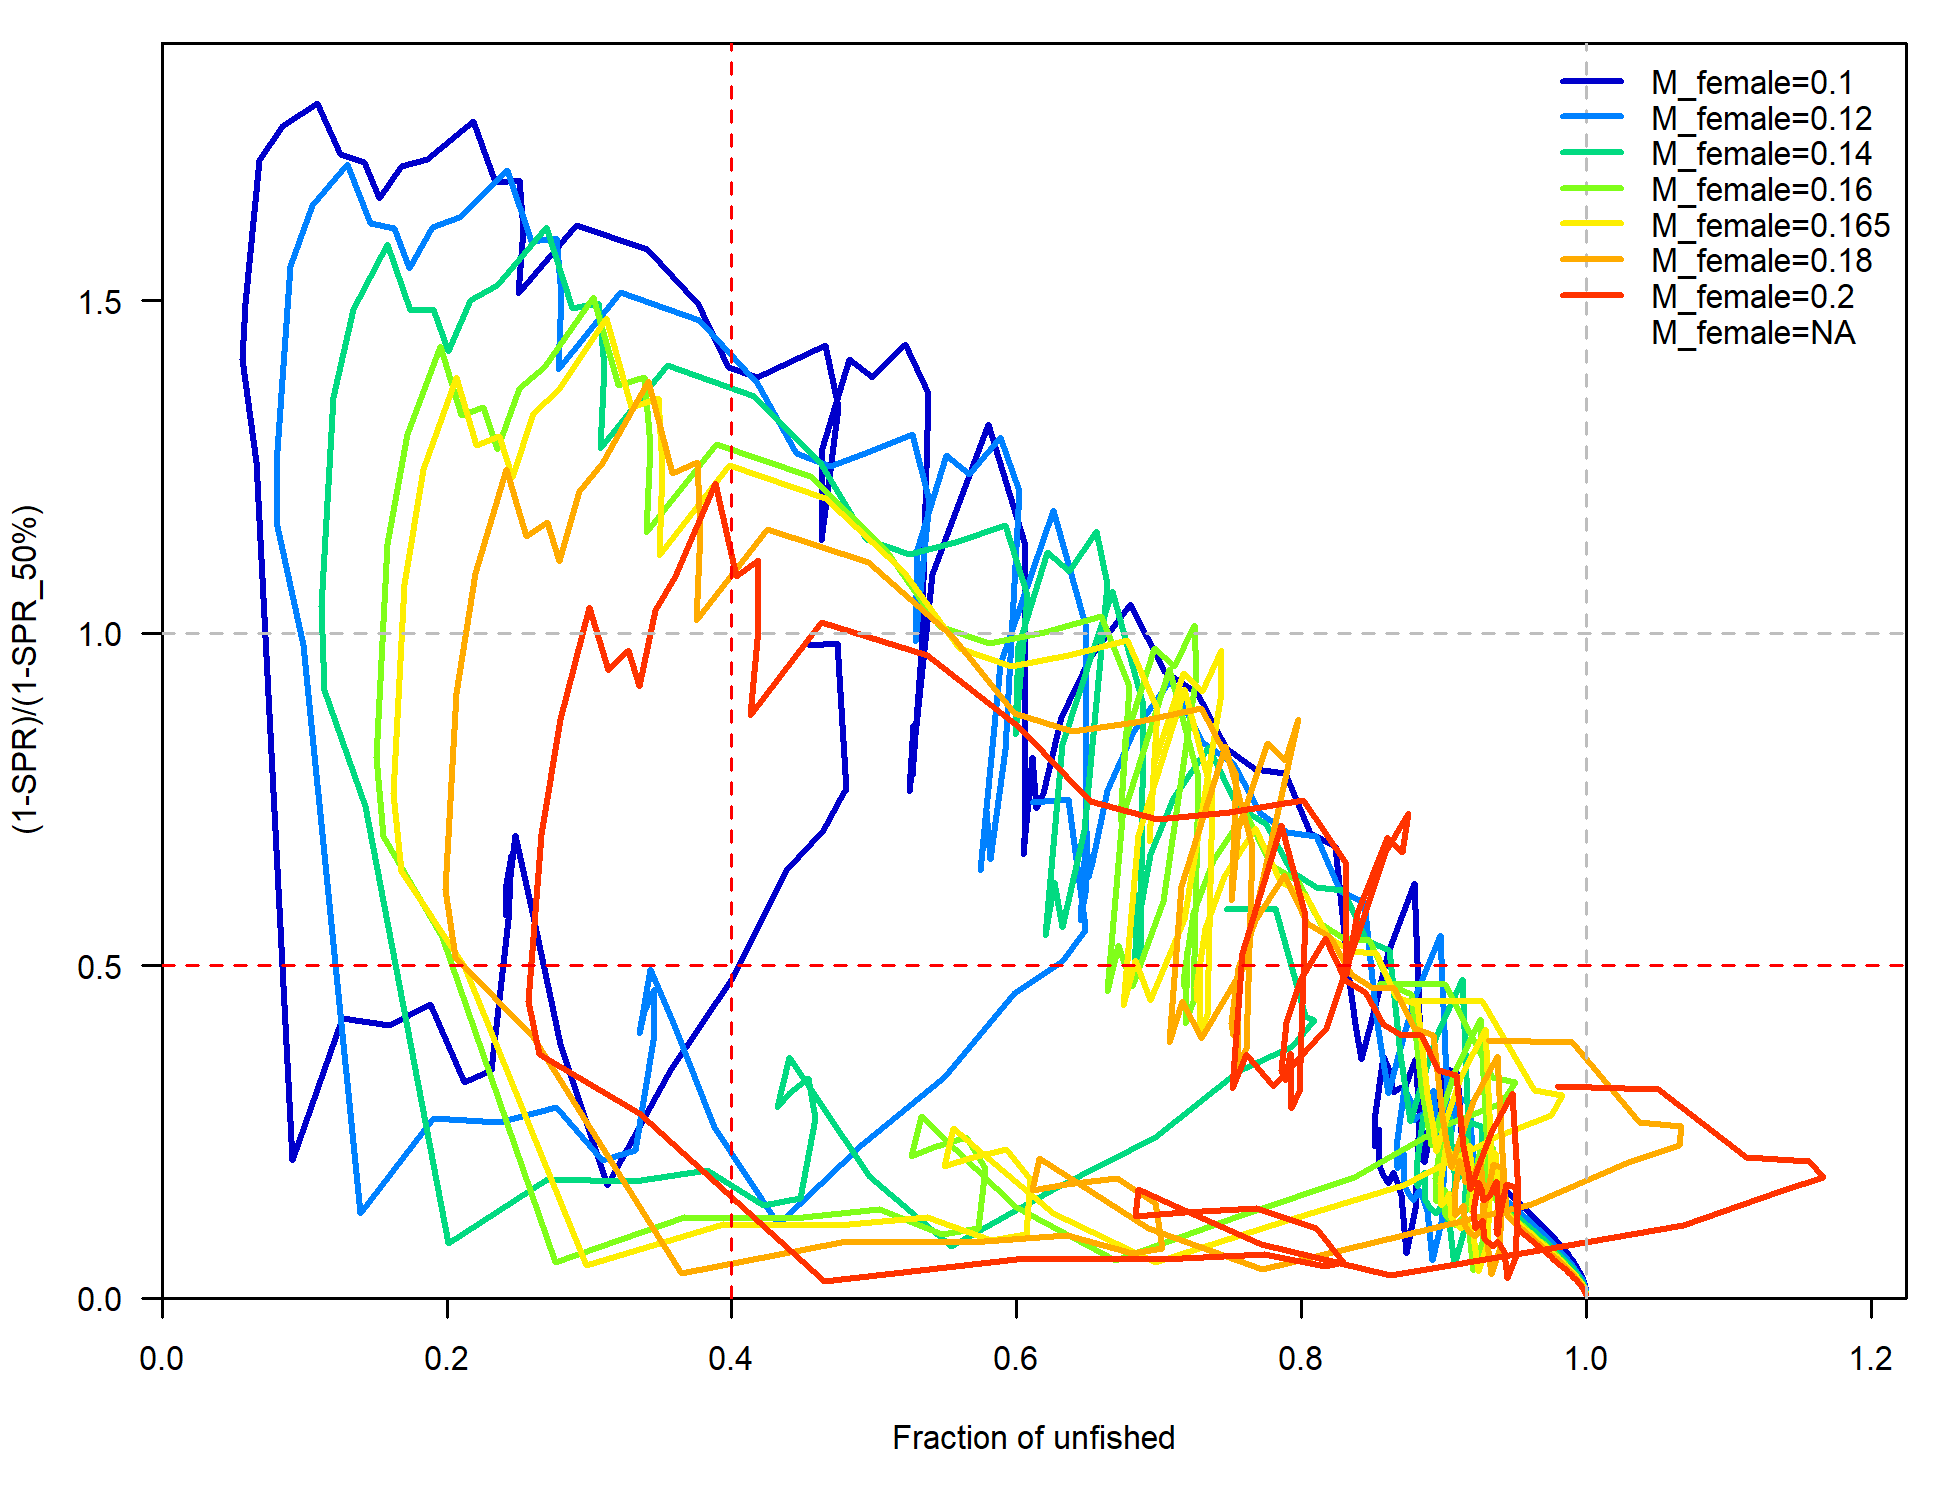 M_female=0.1
M_female=0.12
M_female=0.14
M_female=0.16
M_female=0.165
M_female=0.18
M_female=0.2
M_female=NA
(1-SPR)/(1-SPR_50%)
1.5
1.0
0.5
0.0
0.0 0.2 0.4 0.6 0.8 1.0 1.2
Fraction of unfished